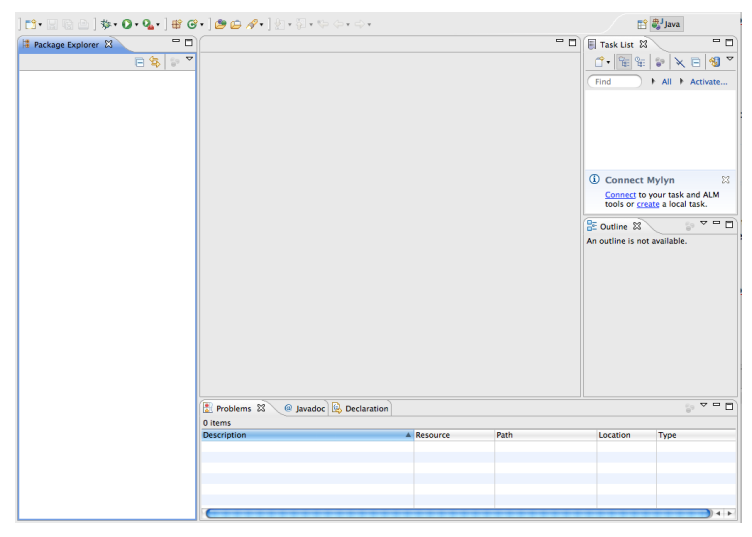 Java
Package Explorer
Task List
Find
All
Activate...
Connect Mylyn
Connect to your task and ALM
tools or create a local task.
Outline
An outline is not available.
Problems
@ Javadoc
Declaration
0 items
Description
Resource
Path
Location
Type